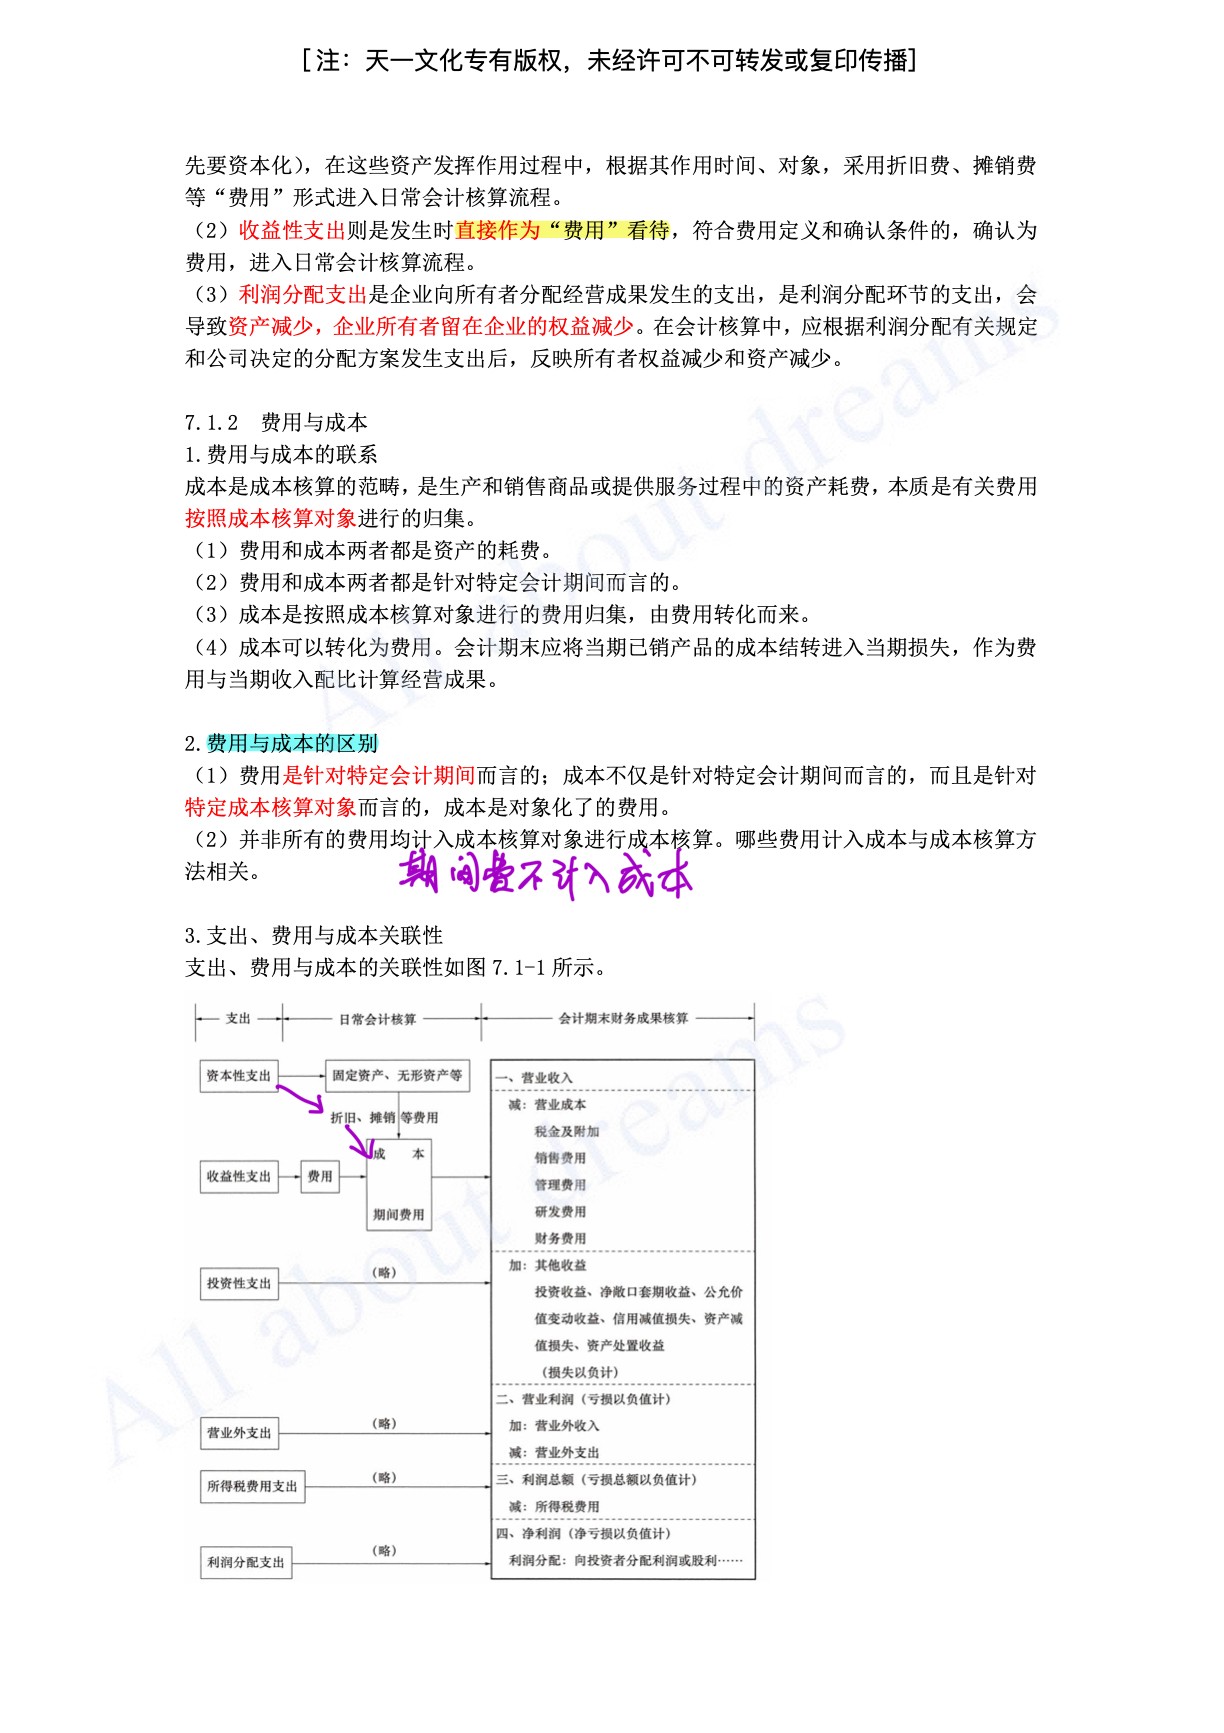 [注：天一文化专有版权，未经许可不可转发或复印传播]
先要资本化），在这些资产发挥作用过程中，根据其作用时间、对象，采用折旧费、摊销费
等“费用”形式进入日常会计核算流程。
（2）收益性支出则是发生时直接作为“费用”看待，符合费用定义和确认条件的，确认为
费用，进入日常会计核算流程。
（3）利润分配支出是企业向所有者分配经营成果发生的支出，是利润分配环节的支出，会
导致资产减少，企业所有者留在企业的权益减少。在会计核算中，应根据利润分配有关规定
和公司决定的分配方案发生支出后，反映所有者权益减少和资产减少。
7.1.2 费用与成本
1.费用与成本的联系
成本是成本核算的范畴，是生产和销售商品或提供服务过程中的资产耗费，本质是有关费用
按照成本核算对象进行的归集。
（1）费用和成本两者都是资产的耗费。
（2）费用和成本两者都是针对特定会计期间而言的。
（3）成本是按照成本核算对象进行的费用归集，由费用转化而来。
（4）成本可以转化为费用。会计期末应将当期已销产品的成本结转进入当期损失，作为费
用与当期收入配比计算经营成果。
2.费用与成本的区别
（1）费用是针对特定会计期间而言的；成本不仅是针对特定会计期间而言的，而且是针对
特定成本核算对象而言的，成本是对象化了的费用。
（2）并非所有的费用均计入成本核算对象进行成本核算。哪些费用计入成本与成本核算方
法相关。
期间费不计入成本
3.支出、费用与成本关联性
支出、费用与成本的关联性如图 7.1-1 所示。
支出 日常会计核算 会计期末财务成果核算
资本性支出 固定资产、无形资产等
折旧、摊销等费用
收益性支出 费用
成 本
期间费用
投资性支出 （略）
营业外支出 （略）
所得税费用支出 （略）
利润分配支出 （略）
一、营业收入
减：营业成本
税金及附加
销售费用
管理费用
研发费用
财务费用
加：其他收益
投资收益、净敞口套期收益、公允价
值变动收益、信用减值损失、资产减
值损失、资产处置收益
（损失以负计）
二、营业利润（亏损以负值计）
加：营业外收入
减：营业外支出
三、利润总额（亏损总额以负值计）
减：所得税费用
四、净利润（净亏损以负值计）
利润分配：向投资者分配利润或股利……
All about dreams
All about dreams